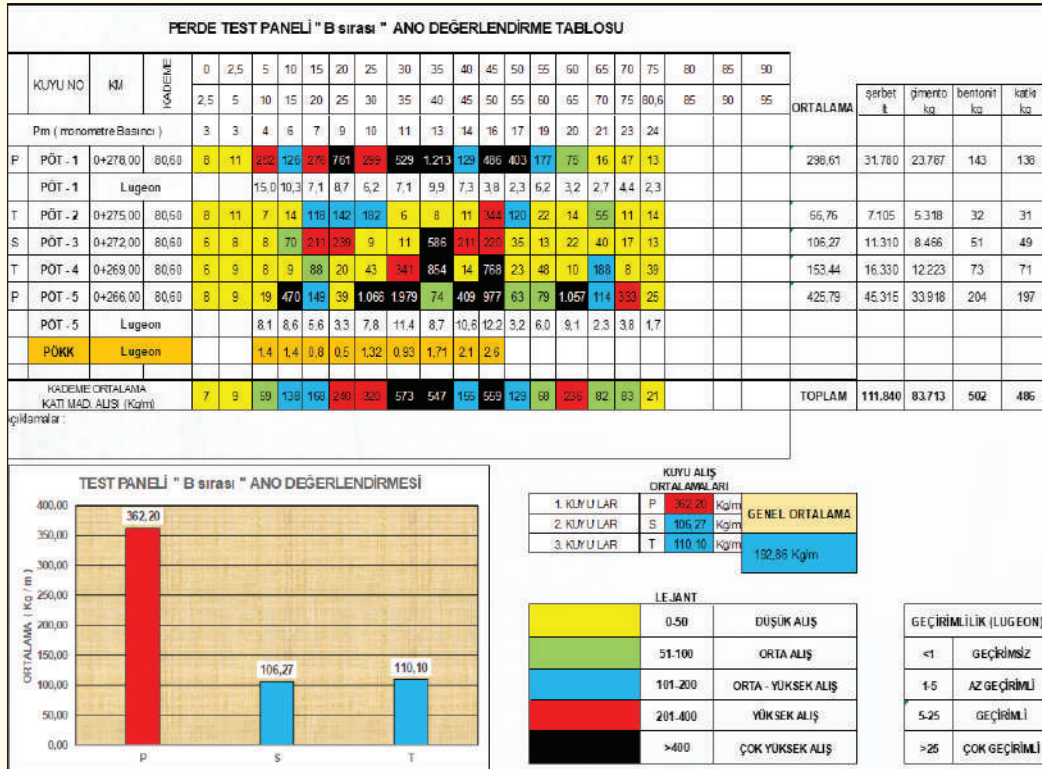 PERDE TEST PANELİ " B sırası " ANO DEĞERLENDİRME TABLOSU
KUYU NO KM KADEME 0 2,5 5 10 15 20 25 30 35 40 45 50 55 60 65 70 75 80 85 90
2,5 5 10 15 20 25 30 35 40 45 50 55 60 65 70 75 80,6 85 90 95 ORTALAMA şerbet lt çimento kg bentonit kg katkı kg
Pm ( monometre Basıncı ) 3 3 4 6 7 9 10 11 13 14 16 17 19 20 21 23 24
P PÖT - 1 0+278,00 80,60 8 11 126 276 761 299 529 1.213 129 486 403 177 75 16 47 13 298,61 31.780 23.787 143 138
PÖT - 1 Lugeon 15,0 10,3 7,1 8,7 6,2 7,1 9,9 7,3 3,8 2,3 6,2 3,2 2,7 4,4 2,3
T PÖT - 2 0+275,00 80,60 8 11 7 14 118 142 182 6 8 11 344 120 22 14 55 11 14 66,76 7.105 5.318 32 31
S PÖT - 3 0+272,00 80,60 6 8 8 70 211 239 9 11 586 211 220 35 13 22 40 17 13 106,27 11.310 8.466 51 49
T PÖT - 4 0+269,00 80,60 6 9 8 9 88 20 43 341 854 14 768 23 48 10 188 8 39 153,44 16.330 12.223 73 71
P PÖT - 5 0+266,00 80,60 8 9 19 470 149 39 1.066 1.979 74 409 977 63 79 1.057 114 333 25 425,79 45.315 33.918 204 197
PÖT - 5 Lugeon 8,1 8,6 5,6 3,3 7,8 11,4 8,7 10,6 12,2 3,2 6,0 9,1 2,3 3,8 1,7
PÖKK Lugeon 1,4 1,4 0,8 0,5 1,32 0,93 1,71 2,1 2,6
KADEME ORTALAMA
KATI MAD. ALIŞI (Kg/m) 7 9 59 138 168 240 320 573 547 155 559 129 68 236 82 83 21 TOPLAM 111.840 83.713 502 486
çıklamalar :
TEST PANELİ " B sırası " ANO DEĞERLENDİRMESİ
ORTALAMA ( Kg / m )
400,00
350,00
300,00
250,00
200,00
150,00
100,00
50,00
0,00
362,20
106,27
110,10
P S T
KUYU ALIŞ
ORTALAMALARI
1. KUYULAR P 362,20 Kg/m GENEL ORTALAMA
2. KUYULAR S 106,27 Kg/m
3. KUYULAR T 110,10 Kg/m 192,86 Kg/m
LEJANT
0-50 DÜŞÜK ALIŞ
51-100 ORTA ALIŞ
101-200 ORTA - YÜKSEK ALIŞ
201-400 YÜKSEK ALIŞ
>400 ÇOK YÜKSEK ALIŞ
GEÇİRİMLİLİK (LUGEON)
<1 GEÇİRİMSİZ
1-5 AZ GEÇİRİMLİ
5-25 GEÇİRİMLİ
>25 ÇOK GEÇİRİMLİ